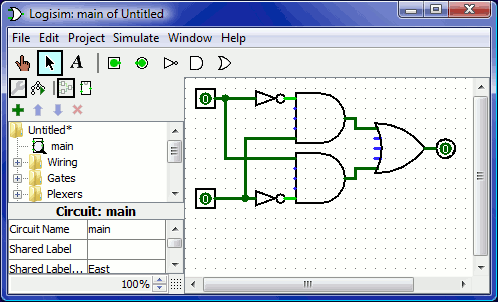 Logisim: main of Untitled
File Edit Project Simulate Window Help
A
Untitled*
main
Wiring
Gates
Plexers
Circuit: main
Circuit Name main
Shared Label
Shared Label... East
100%
0
0
0